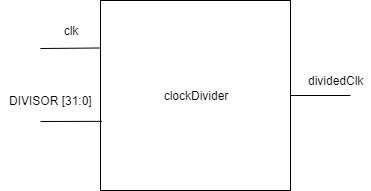 clk
dividedClk
DIVISOR [31:0]
clockDivider